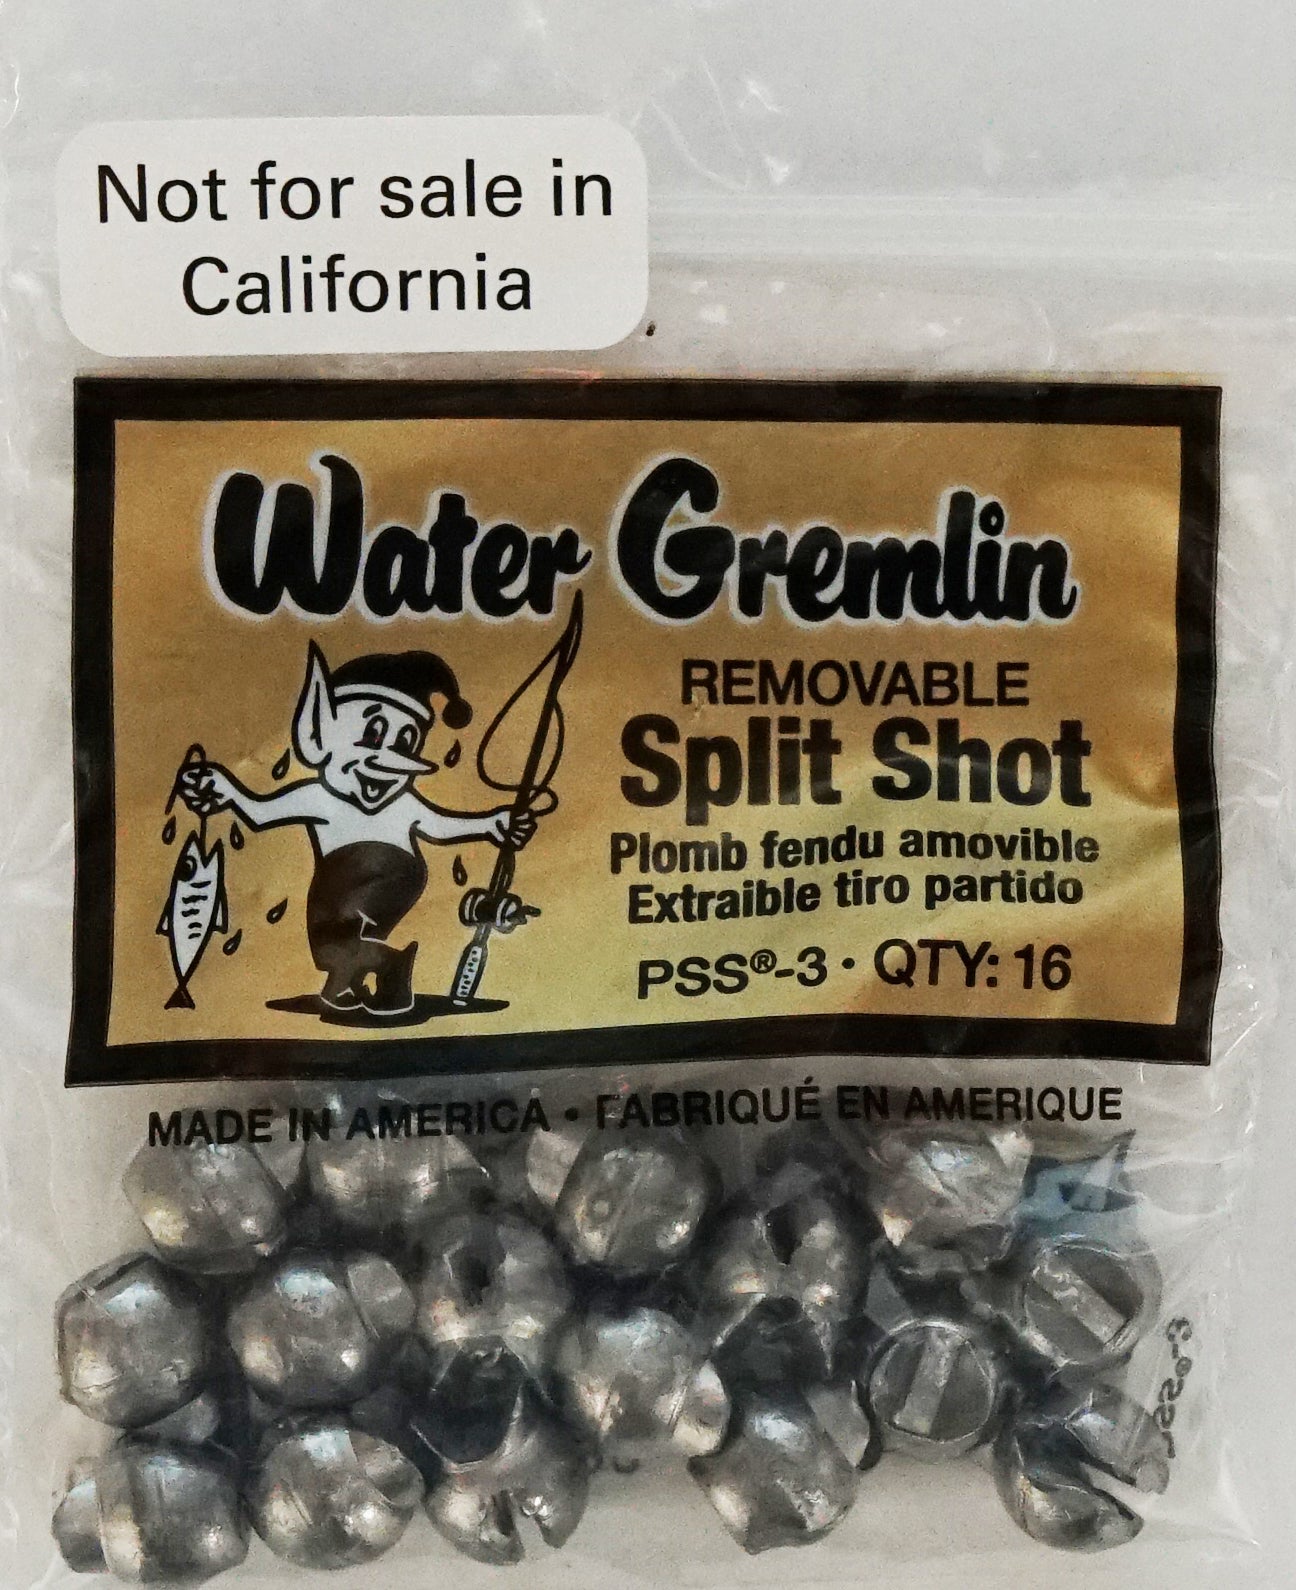 Not for sale in
California
Water Gremlin
REMOVABLE
Split Shot
Plomb fendu amovible
Extraible tiro partido
PSS®-3 • QTY: 16
MADE IN AMERICA • FABRIQUÉ EN AMERIQUE